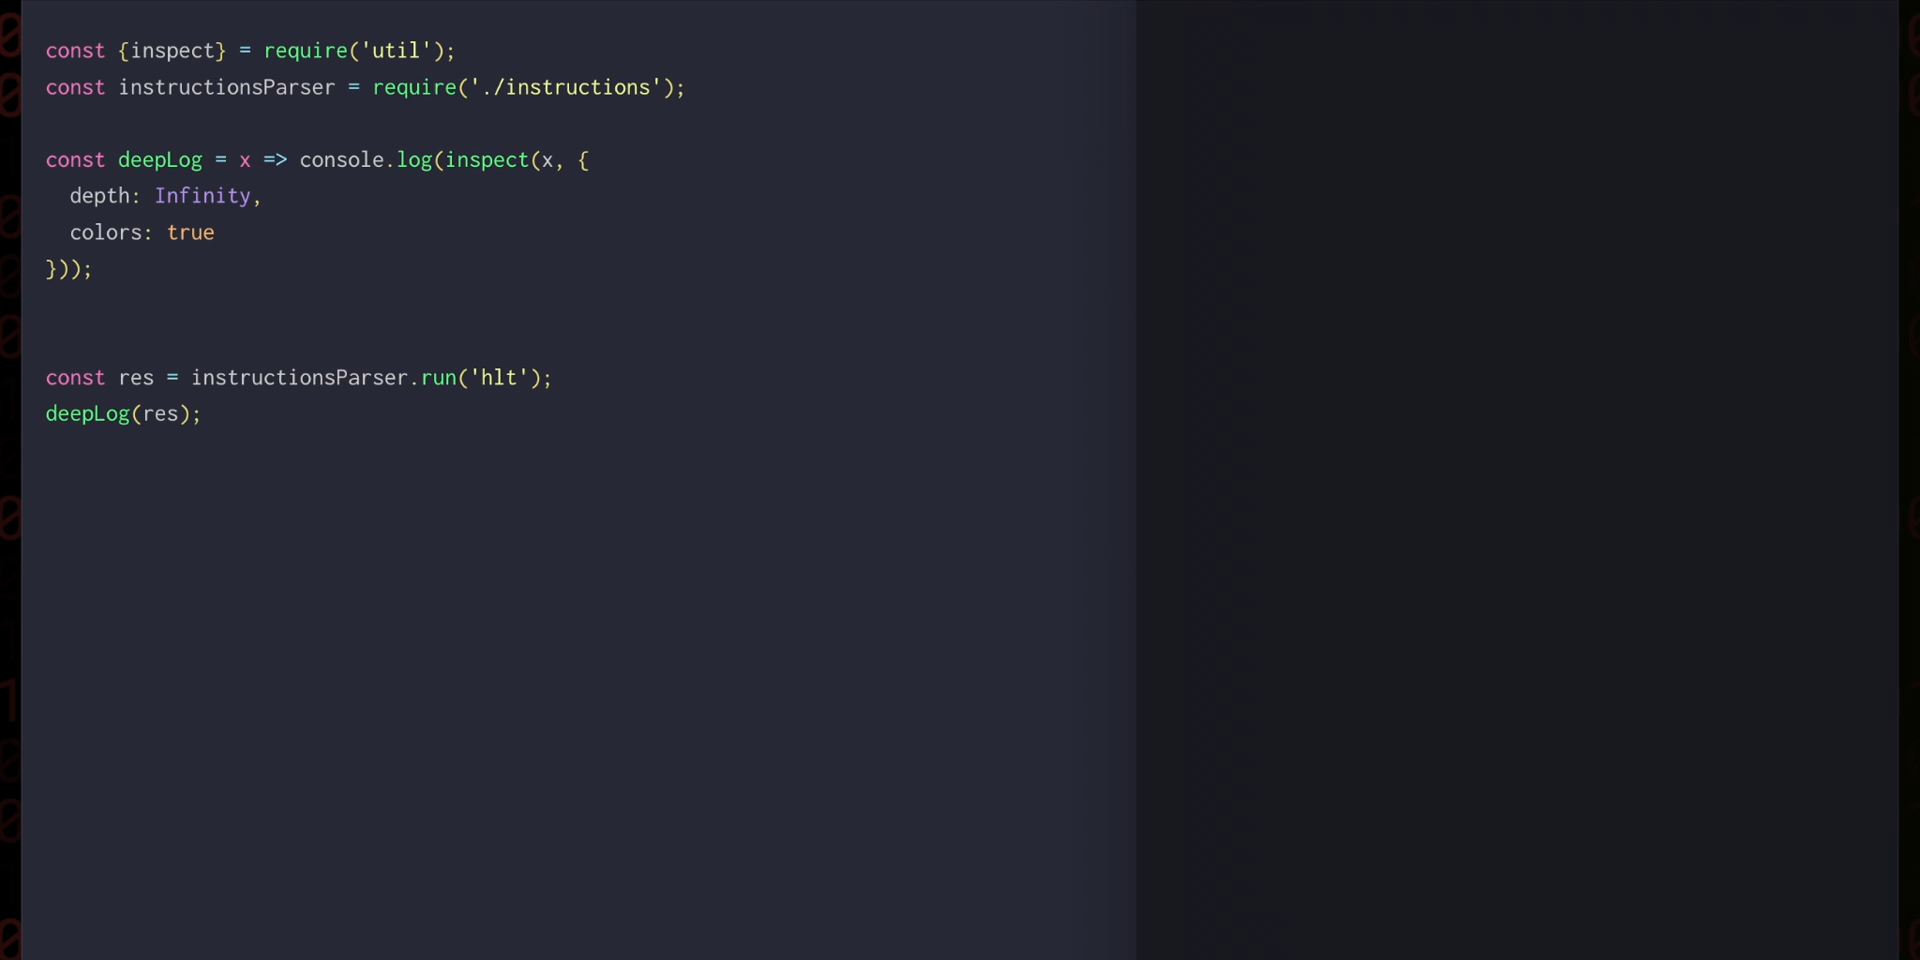 const {inspect} = require('util');
const instructionsParser = require('./instructions');
const deepLog = x => console.log(inspect(x, {
  depth: Infinity,
  colors: true
}));
const res = instructionsParser.run('hlt');
deepLog(res);